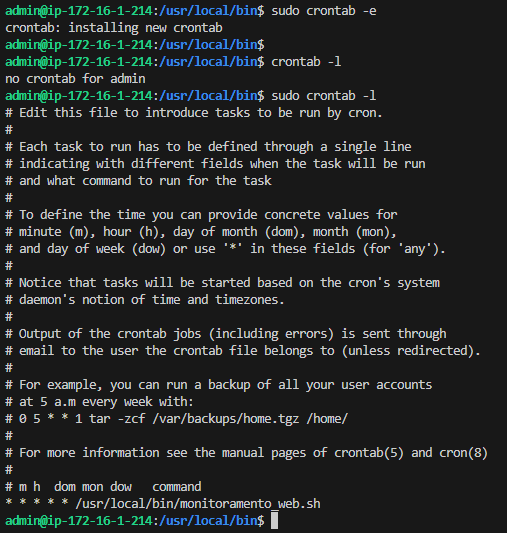 admin@ip-172-16-1-214:/usr/local/bin$ sudo crontab -e
crontab: installing new crontab
admin@ip-172-16-1-214:/usr/local/bin$
admin@ip-172-16-1-214:/usr/local/bin$ crontab -l
no crontab for admin
admin@ip-172-16-1-214:/usr/local/bin$ sudo crontab -l
# Edit this file to introduce tasks to be run by cron.
#
# Each task to run has to be defined through a single line
# indicating with different fields when the task will be run
# and what command to run for the task
#
# To define the time you can provide concrete values for
# minute (m), hour (h), day of month (dom), month (mon),
# and day of week (dow) or use '*' in these fields (for 'any').
#
# Notice that tasks will be started based on the cron's system
# daemon's notion of time and timezones.
#
# Output of the crontab jobs (including errors) is sent through
# email to the user the crontab file belongs to (unless redirected).
#
# For example, you can run a backup of all your user accounts
# at 5 a.m every week with:
# 0 5 * * 1 tar -zcf /var/backups/home.tgz /home/
#
# For more information see the manual pages of crontab(5) and cron(8)
#
# m h  dom mon dow   command
* * * * * /usr/local/bin/monitoramento_web.sh
admin@ip-172-16-1-214:/usr/local/bin$